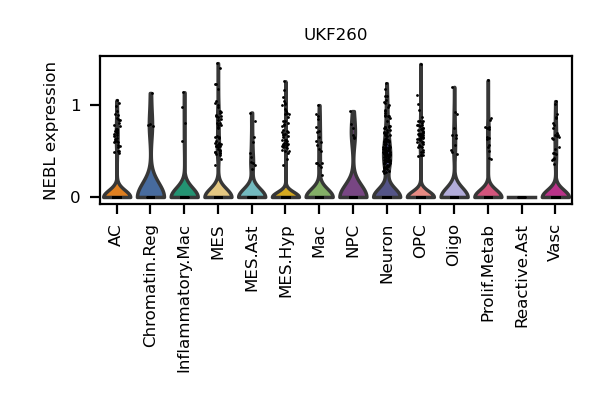 UKF260
NEBL expression
1
0
AC
Chromatin.Reg
Inflammatory.Mac
MES
MES.Ast
MES.Hyp
Mac
NPC
Neuron
OPC
Oligo
Prolif.Metab
Reactive.Ast
Vasc